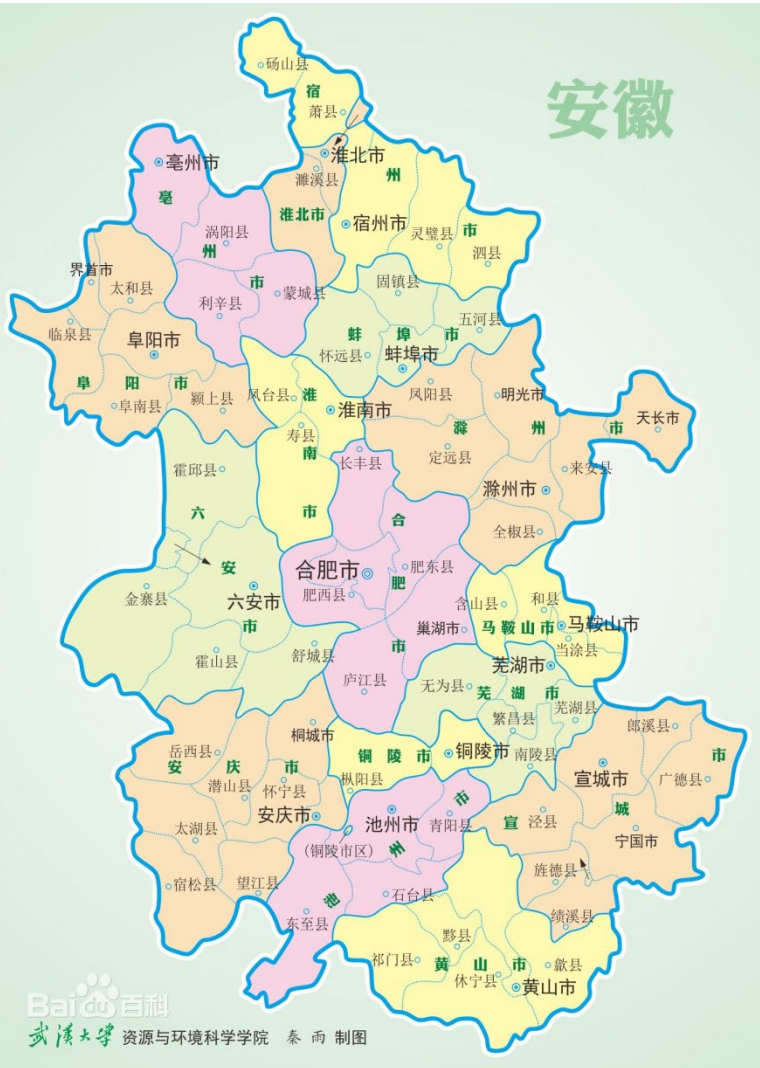 安徽
砀山县
宿
萧县
淮北市
亳州市
濉溪县
州
亳
淮北市
宿州市
涡阳县
灵璧县
市
州
泗县
界首市
固镇县
市
太和县
利辛县
蒙城县
五河县
临泉县
阜阳市
蚌
埠
市
怀远县
蚌埠市
阜
阳
市
凤台县
淮
凤阳县
明光市
阜南县
颍上县
淮南市
天长市
寿县
滁
州
市
南
定远县
霍邱县
长丰县
来安县
滁州市
六
市
合
全椒县
安
合肥市
肥东县
金寨县
六安市
肥西县
肥
含山县
和县
市
巢湖市
马鞍山市
马鞍山市
霍山县
舒城县
市
当涂县
芜湖市
庐江县
无为县
芜
湖
市
芜湖县
桐城市
繁昌县
郎溪县
岳西县
铜
陵
市
铜陵市
南陵县
市
安
庆
市
宣城市
广德县
潜山县
怀宁县
枞阳县
安庆市
池州市
市
青阳县
宣
泾县
城
太湖县
宁国市
(铜陵市区)
州
旌德县
宿松县
望江县
池
石台县
东至县
绩溪县
黟县
祁门县
黄
山
市
歙县
休宁县
黄山市
Bai du 百科
武汉大学 资源与环境科学学院 秦 雨 制图